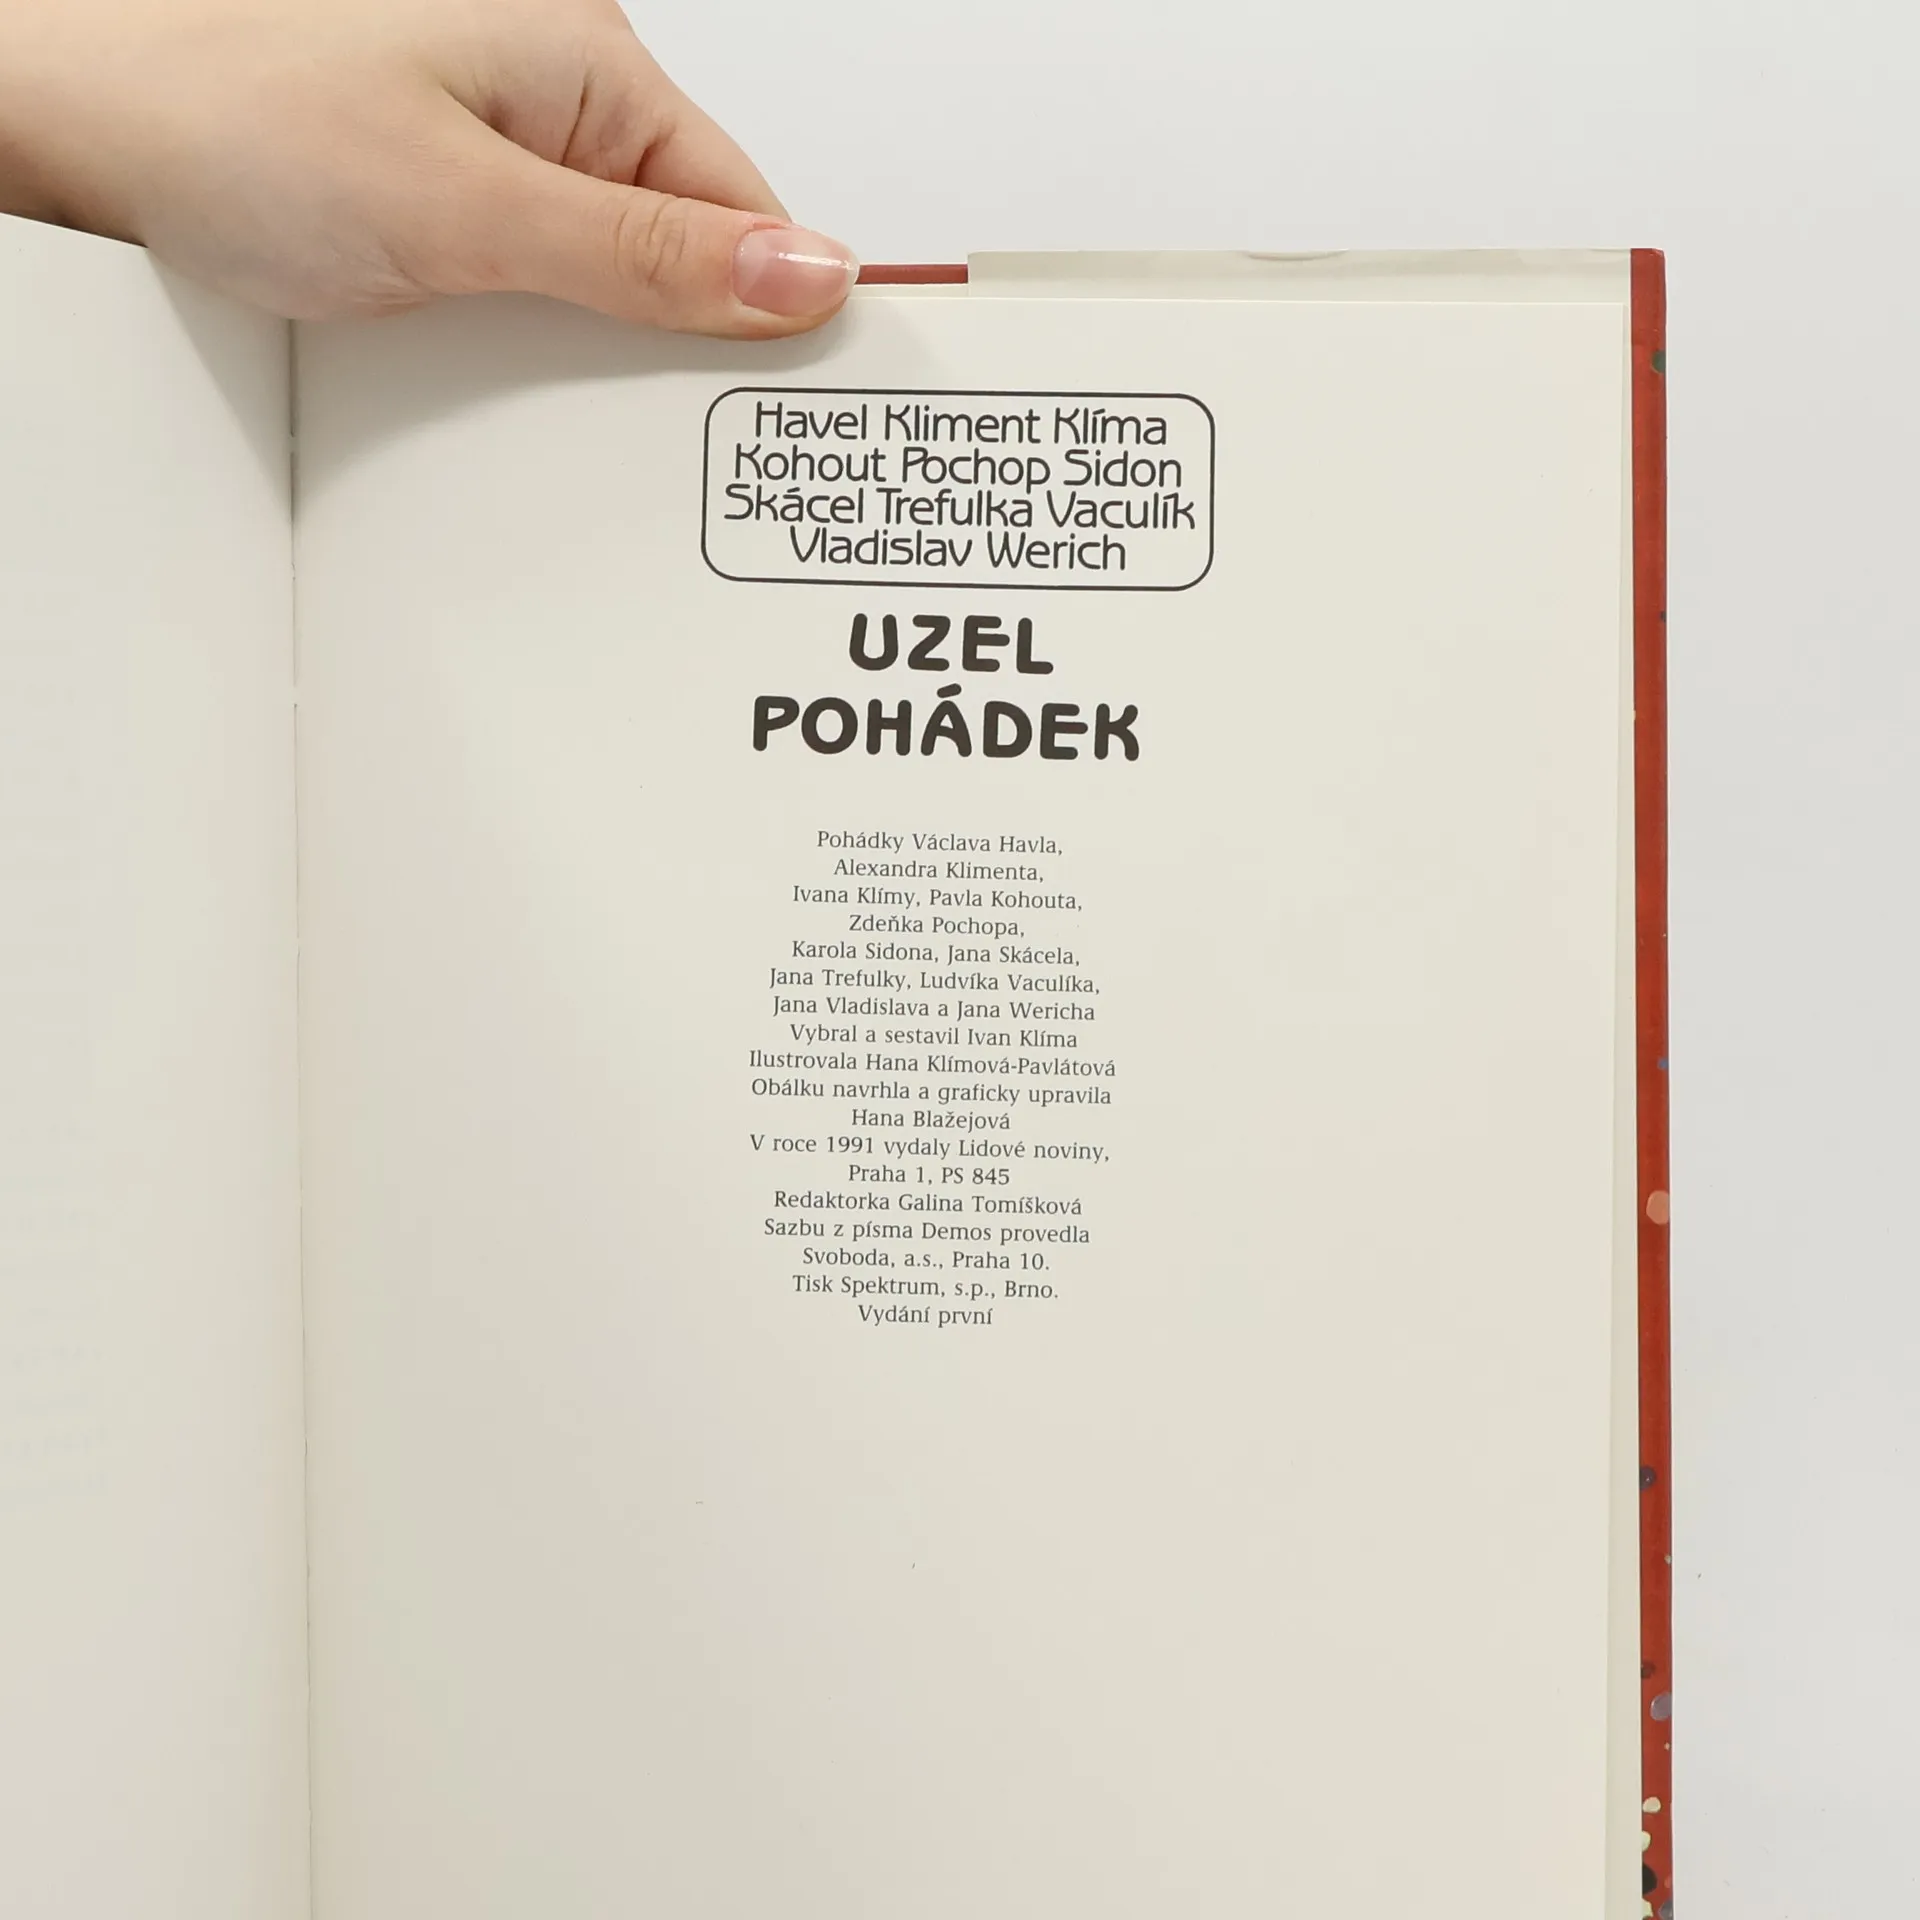 Havel Kliment Klíma
Kohout Pochop Sidon
Skácel Trefulka Vaculík
Vladislav Werich
UZEL
POHÁDEK
Pohádky Václava Havla,
Alexandra Klimenta,
Ivana Klímy, Pavla Kohouta,
Zdeňka Pochopa,
Karola Sidona, Jana Skácela,
Jana Trefulky, Ludvíka Vaculíka,
Jana Vladislava a Jana Wericha
Vybral a sestavil Ivan Klíma
Ilustrovala Hana Klímová-Pavlátová
Obálku navrhla a graficky upravila
Hana Blažejová
V roce 1991 vydaly Lidové noviny,
Praha 1, PS 845
Redaktorka Galina Tomíšková
Sazbu z písma Demos provedla
Svoboda, a.s., Praha 10.
Tisk Spektrum, s.p., Brno.
Vydání první